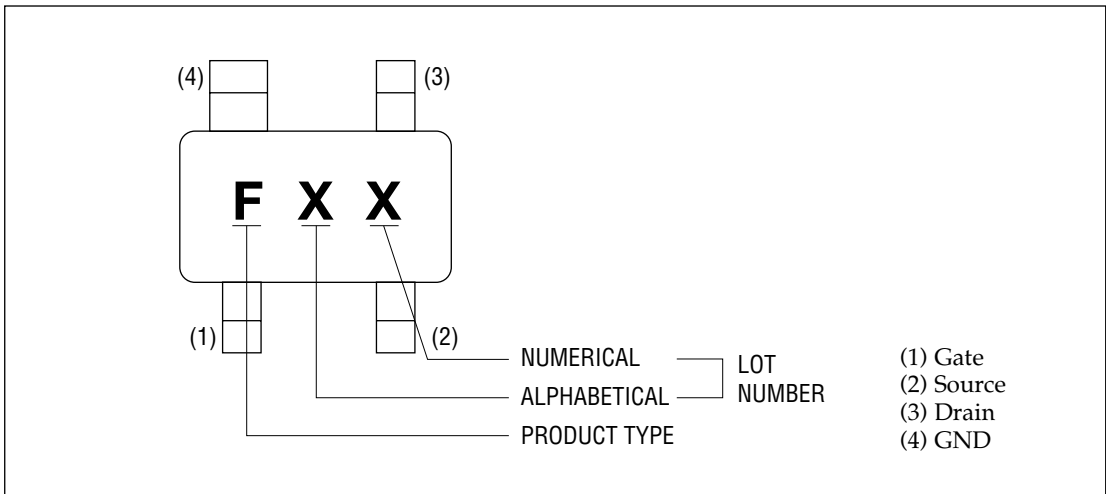 (4)
(3)
F X X
(1)
(2)
NUMERICAL
ALPHABETICAL
LOT
NUMBER
PRODUCT TYPE
(1) Gate
(2) Source
(3) Drain
(4) GND